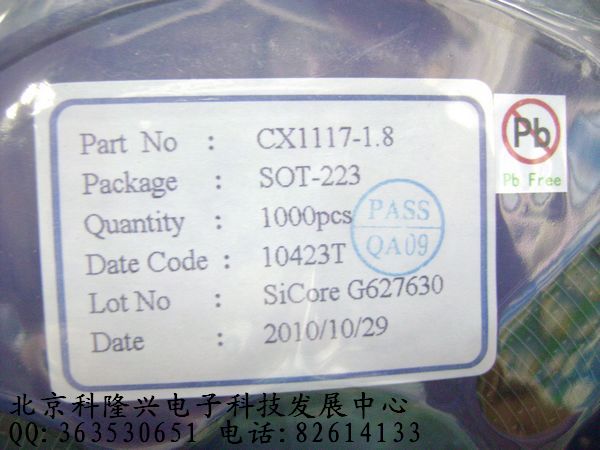 Part No : CX1117-1.8
Package : SOT-223
Quantity : 1000pcs
Date Code : 10423T
Lot No : SiCore G627630
Date : 2010/10/29
PASS
QA09
Pb
Pb Free
北京科隆兴电子科技发展中心
QQ:363530651 电话:82614133